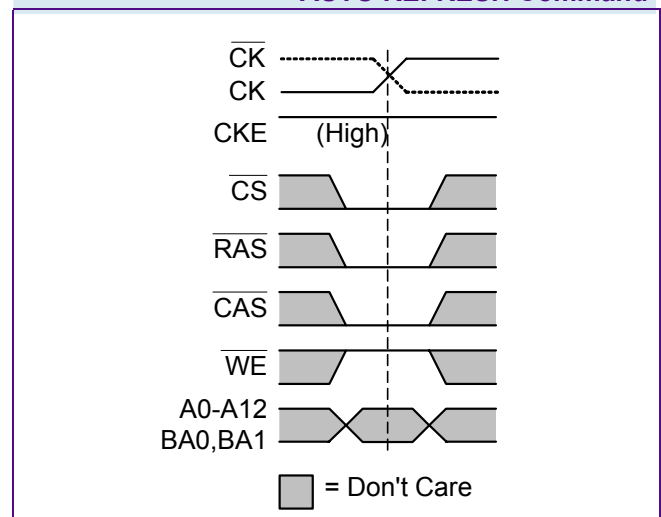 AUTO REFRESH Command
CK
CK
CKE (High)
CS
RAS
CAS
WE
A0-A12
BA0,BA1
= Don't Care